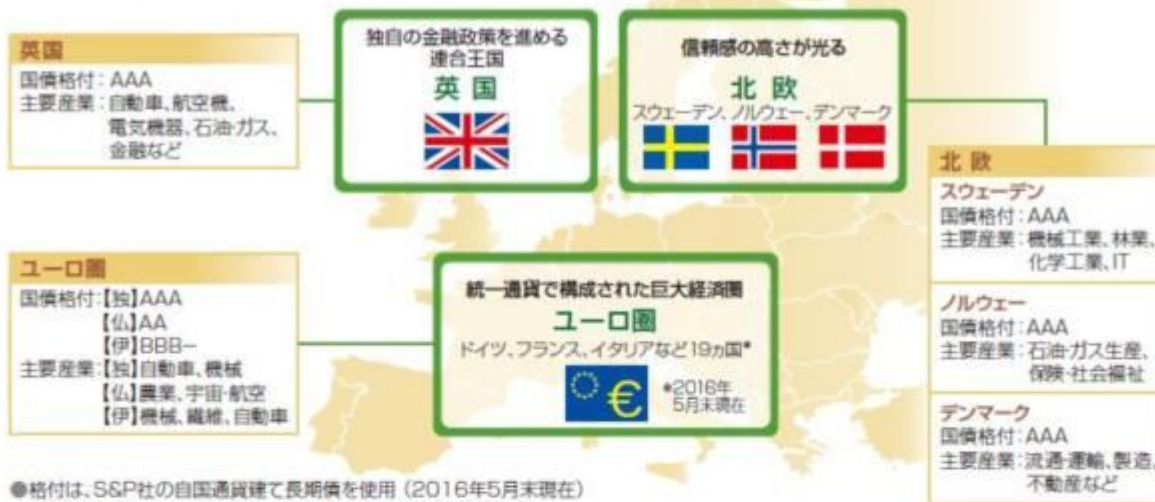 英国
国債格付：AAA
主要産業：自動車、航空機、
電気機器、石油・ガス、
金融など
独自の金融政策を進める
連合王国
英国
信頼感の高さが光る
北欧
スウェーデン、ノルウェー、デンマーク
北欧
スウェーデン
国債格付：AAA
主要産業：機械工業、林業、
化学工業、IT
ノルウェー
国債格付：AAA
主要産業：石油・ガス生産、
保険・社会福祉
デンマーク
国債格付：AAA
主要産業：流通・運輸、製造、
不動産など
ユーロ圏
国債格付：【独】AAA
【仏】AA
【伊】BBB－
主要産業：【独】自動車、機械
【仏】農業、宇宙・航空
【伊】機械、繊維、自動車
統一通貨で構成された巨大経済圏
ユーロ圏
ドイツ、フランス、イタリアなど19ヵ国*
€
*2016年
5月末現在
●格付は、S&P社の自国通貨建て長期債を使用（2016年5月末現在）